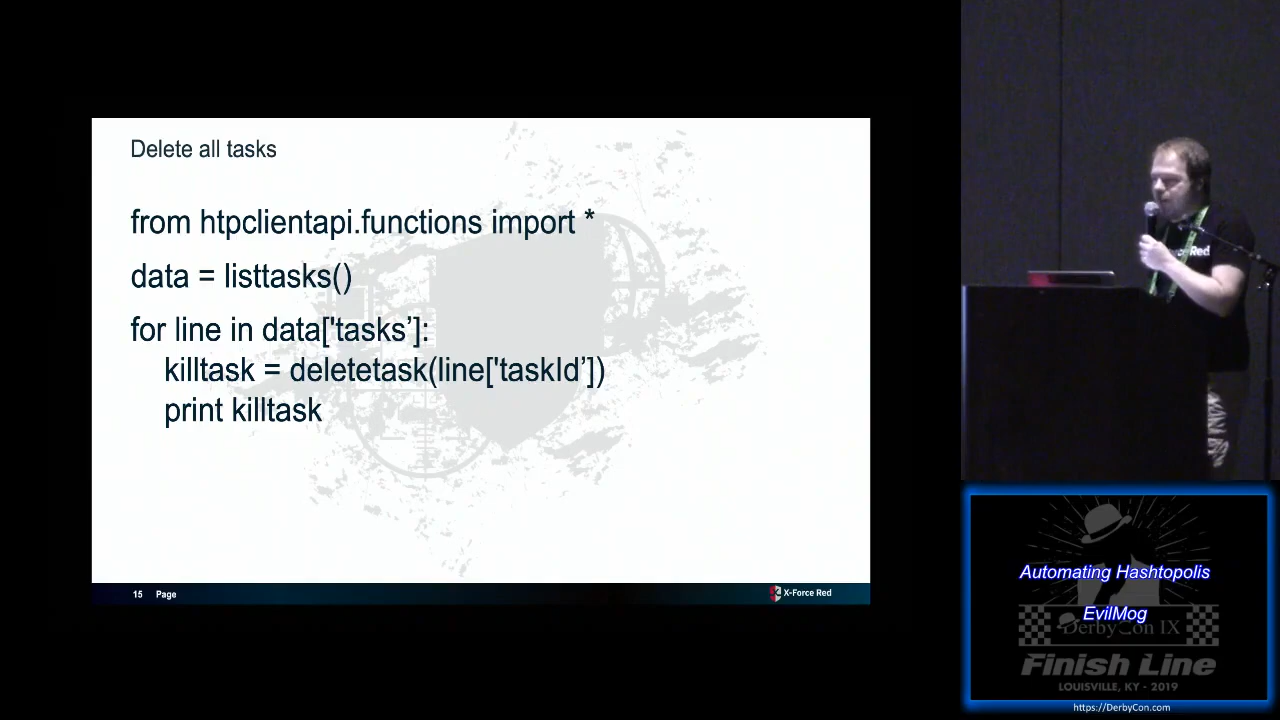 Delete all tasks
from htpclientapi.functions import *
data = listtasks()
for line in data['tasks’]:
killtask = deletetask(line['taskId’])
print killtask
15 Page
X-Force Red
Red
Automating Hashtopolis
EvilMog
DerbyCon IX
Finish Line
LOUISVILLE, KY - 2019
https://DerbyCon.com